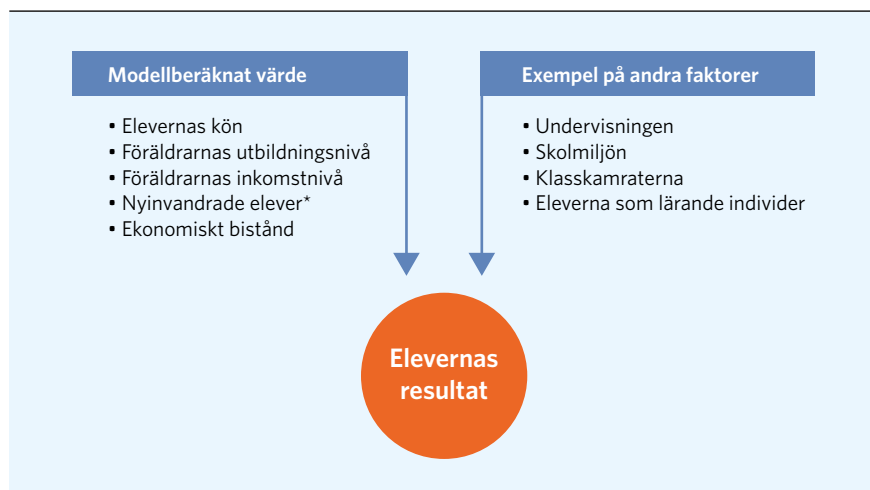 Modellberäknat värde
• Elevernas kön
• Föräldrarnas utbildningsnivå
• Föräldrarnas inkomstnivå
• Nyinvandrade elever*
• Ekonomiskt bistånd
Exempel på andra faktorer
• Undervisningen
• Skolmiljön
• Klasskamraterna
• Eleverna som lärande individer
Elevernas
resultat